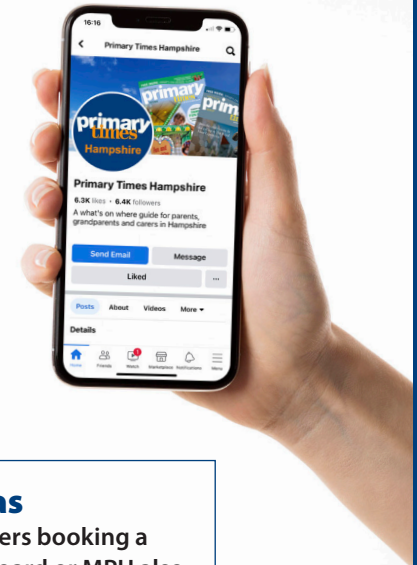 16:16
Primary Times Hampshire
primary
times
prim
primary
times
Hampshire
Primary Times Hampshire
6.3K likes • 6.4K followers
A what's on where guide for parents,
grandparents and carers in Hampshire
Send Email
Message
Liked
...
Posts About Videos More
Details
Home Friends Watch Marketplace Notifications Menu
ers booking a